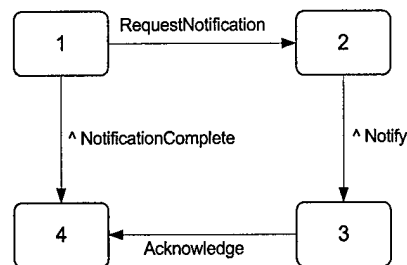 RequestNotification
1
2
^ NotificationComplete
^ Notify
4
3
Acknowledge